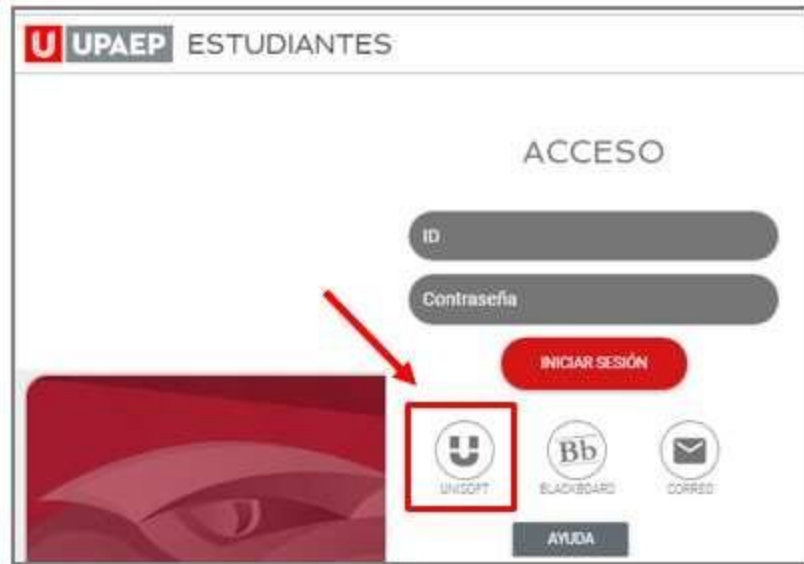 U UPAEP ESTUDIANTES
ACCESO
ID
Contraseña
INICIAR SESIÓN
U Bb
UNISOFT BLACKBOARD CORREO
AYUDA